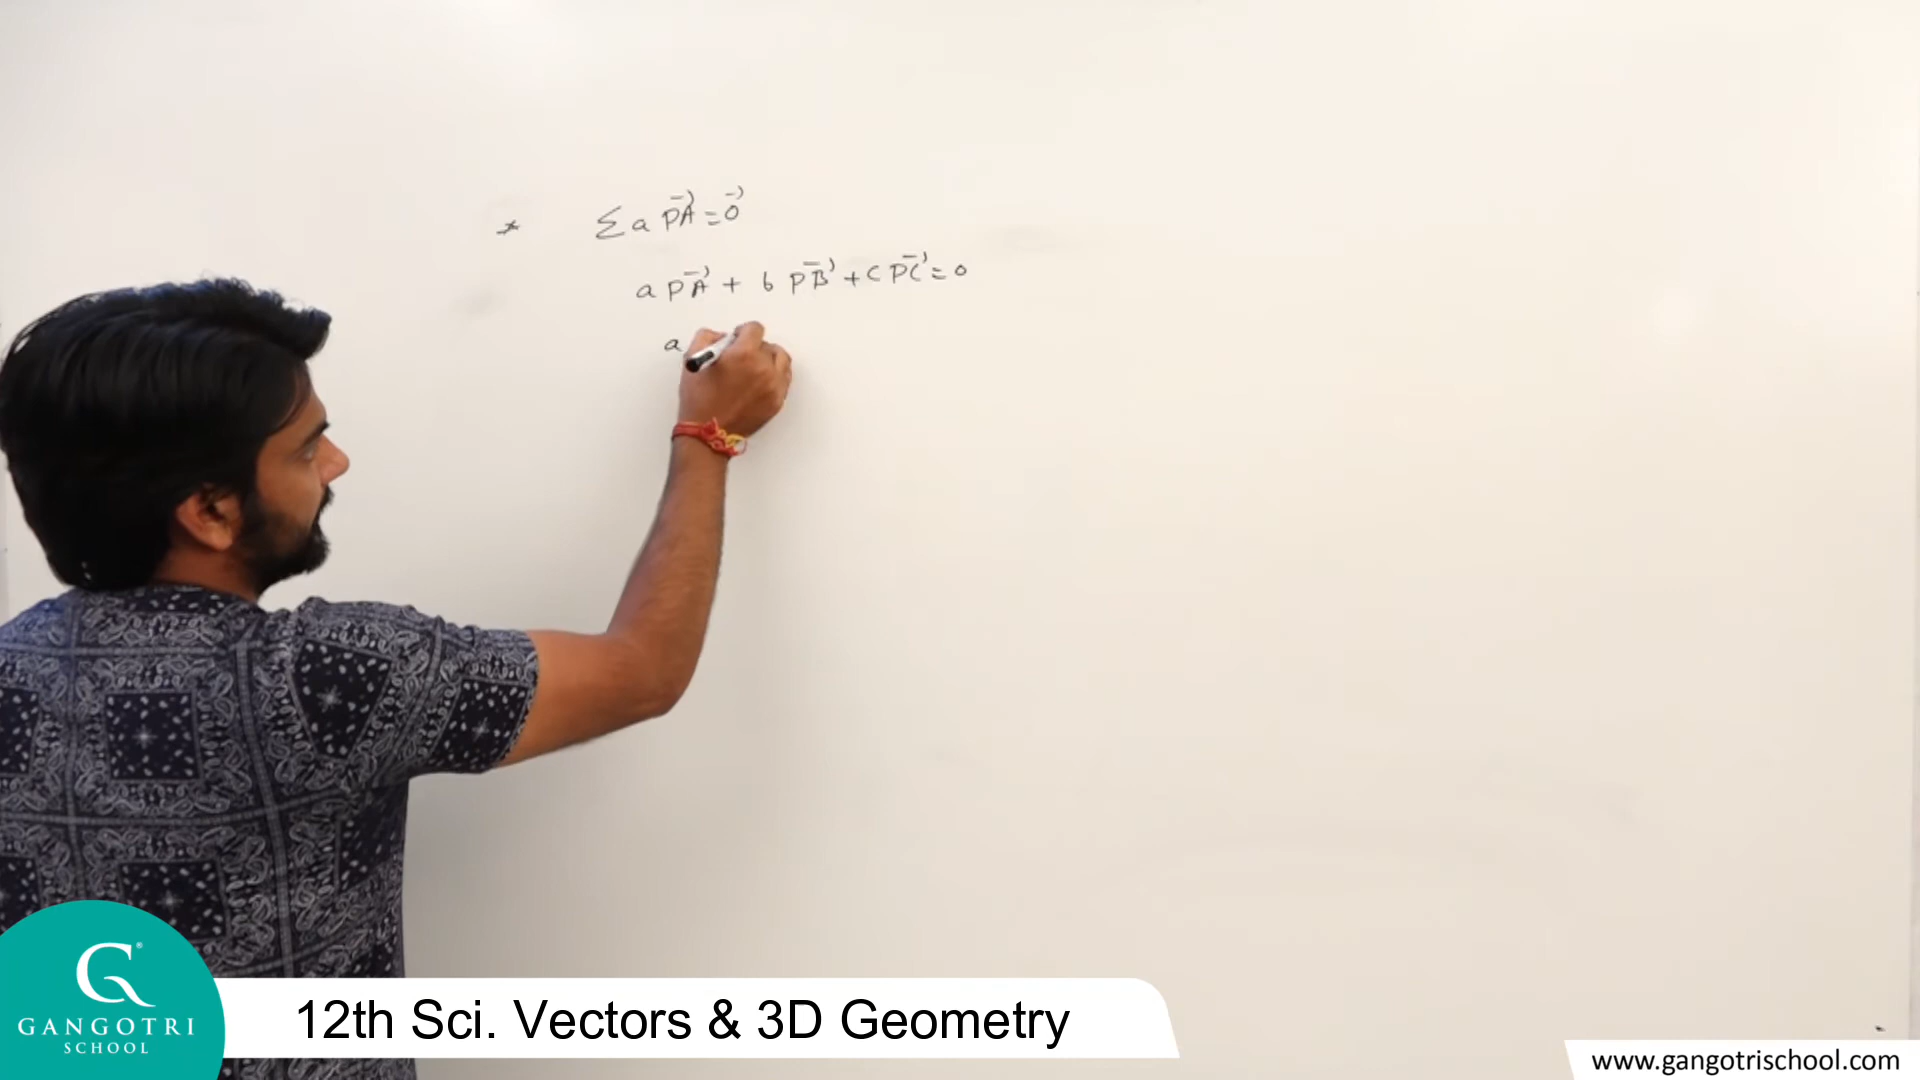 * ∑ a PA⃗ = 0⃗
a PA⃗ + b PB⃗ + c PC⃗ = 0
a
G®
GANGOTRI
SCHOOL
12th Sci. Vectors & 3D Geometry
www.gangotrischool.com